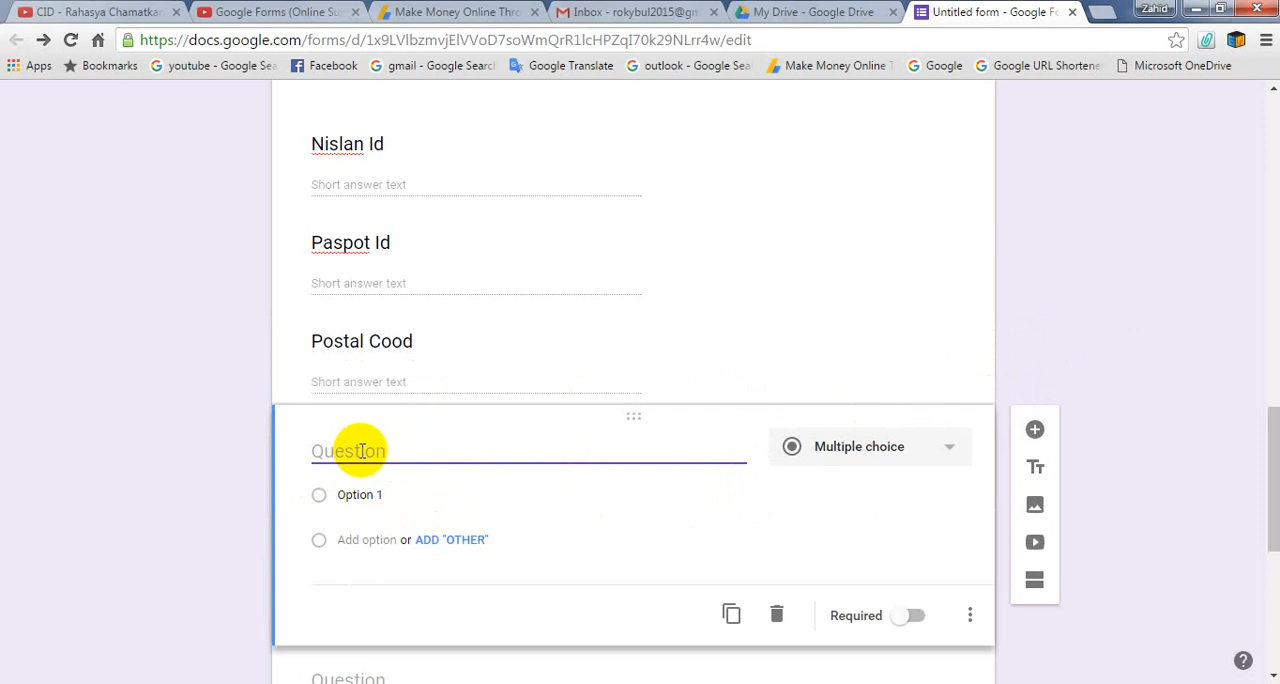 CID - Rahasya Chamatkar
Google Forms (Online Su
Make Money Online Thro
Inbox - rokybul2015@gm
My Drive - Google Drive
Untitled form - Google Fo
Zahid
https://docs.google.com/forms/d/1x9LVlbzmvjElVV_sD7soWmQrR1lcHPZqI70k29NLrr4w/edit
Apps
Bookmarks
youtube - Google Sea
Facebook
gmail - Google Search
Google Translate
outlook - Google Sea
Make Money Online T
Google
Google URL Shortene
Microsoft OneDrive
Nislan Id
Short answer text
Paspot Id
Short answer text
Postal Cood
Short answer text
Question
Multiple choice
Option 1
Add option or ADD "OTHER"
Required
Question